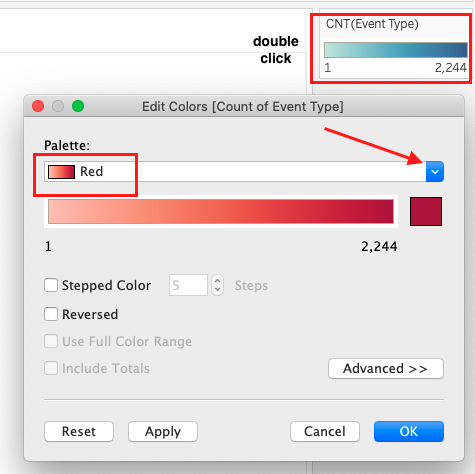 CNT(Event Type)
double
click
1 2,244
Edit Colors [Count of Event Type]
Palette:
Red
1 2,244
Stepped Color 5 Steps
Reversed
Use Full Color Range
Include Totals
Advanced >>
Reset Apply Cancel OK